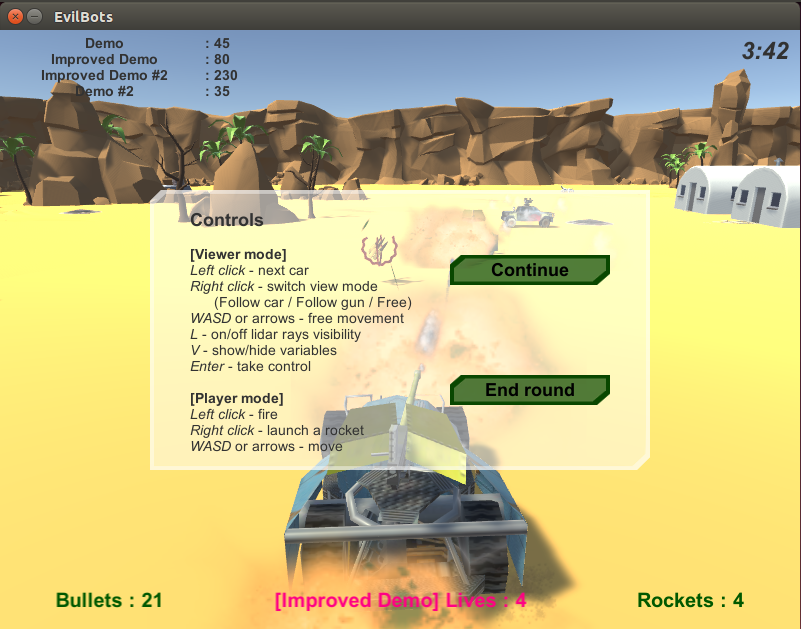 EvilBots
Demo : 45
Improved Demo : 80
Improved Demo #2 : 230
Demo #2 : 35
3:42
Controls
[Viewer mode]
Left click - next car
Right click - switch view mode
(Follow car / Follow gun / Free)
WASD or arrows - free movement
L - on/off lidar rays visibility
V - show/hide variables
Enter - take control
[Player mode]
Left click - fire
Right click - launch a rocket
WASD or arrows - move
Continue
End round
Bullets : 21
[Improved Demo] Lives : 4
Rockets : 4